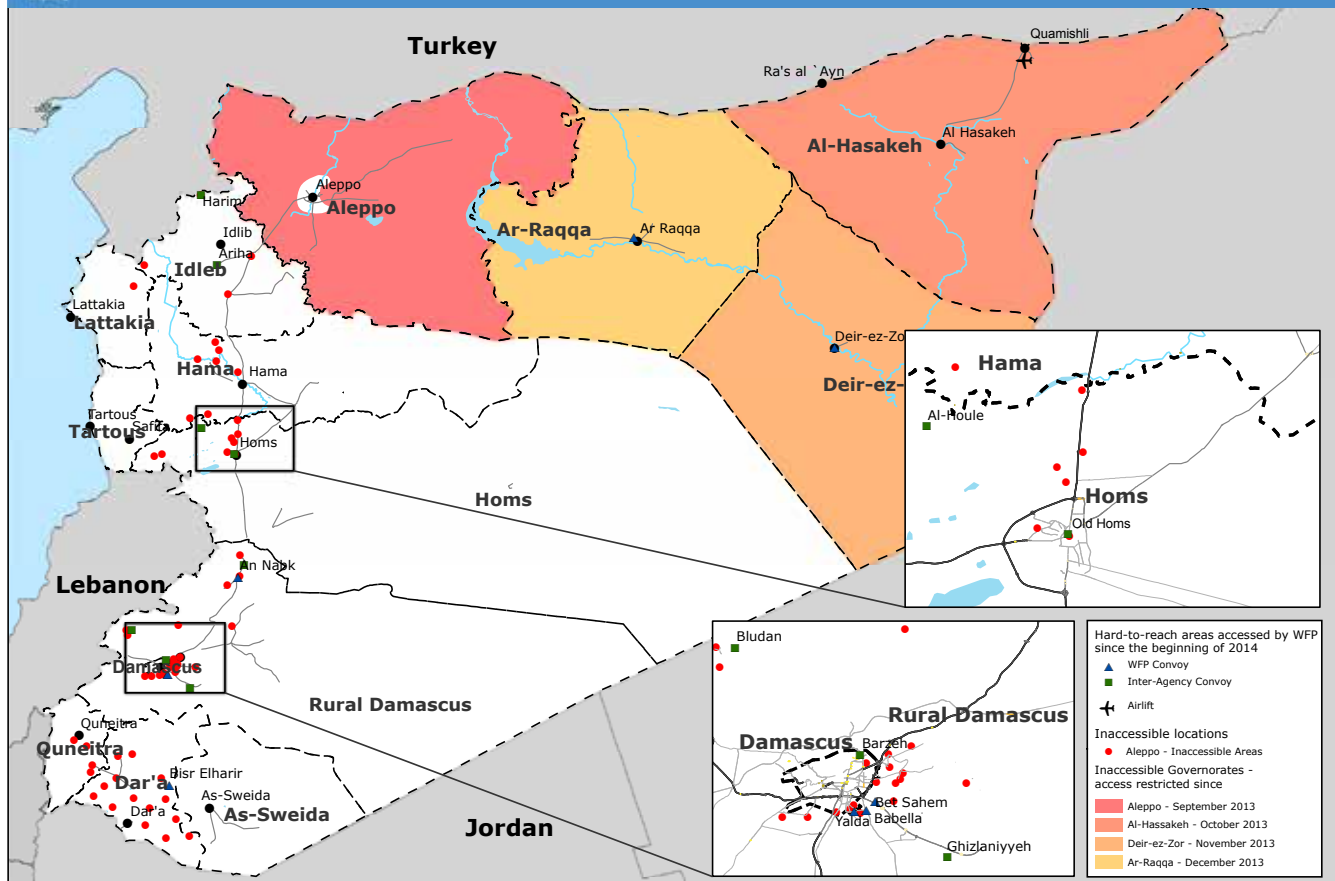 Turkey
Quamishli
Ra's al `Ayn
Al Hasakeh
Al-Hasakeh
Aleppo
Aleppo
Harim
Idlib
Ariha
Idleb
Ar-Raqqa
Ar Raqqa
Lattakia
Lattakia
Deir-ez-Zo
Deir-ez-
Hama
Hama
Tartous
Tartous
Safita
Homs
Homs
An Nabk
Lebanon
Damascus
Rural Damascus
Quneitra
Quneitra
Bisr Elharir
Dar'a
As-Sweida
As-Sweida
Dar'a
Jordan
Hama
Al-Houle
Homs
Old Homs
Bludan
Rural Damascus
Damascus
Barzeh
Bet Sahem
Babella
Yalda
Ghizlaniyyeh
Hard-to-reach areas accessed by WFP
since the beginning of 2014
WFP Convoy
Inter-Agency Convoy
Airlift
Inaccessible locations
Aleppo - Inaccessible Areas
Inaccessible Governorates -
access restricted since
Aleppo - September 2013
Al-Hassakeh - October 2013
Deir-ez-Zor - November 2013
Ar-Raqqa - December 2013